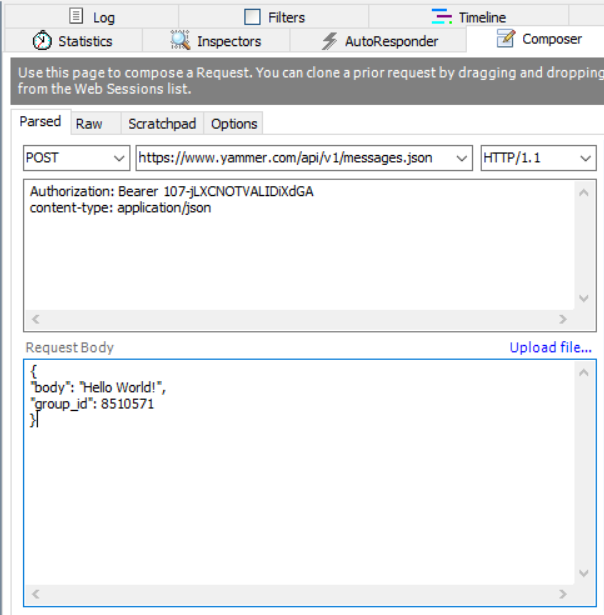 Log Filters Timeline
Statistics Inspectors AutoResponder Composer
Use this page to compose a Request. You can clone a prior request by dragging and dropping
from the Web Sessions list.
Parsed Raw Scratchpad Options
POST https://www.yammer.com/api/v1/messages.json HTTP/1.1
Authorization: Bearer 107-jLXCNOTVALIDiXdGA
content-type: application/json
Request Body Upload file...
{
"body": "Hello World!",
"group_id": 8510571
}